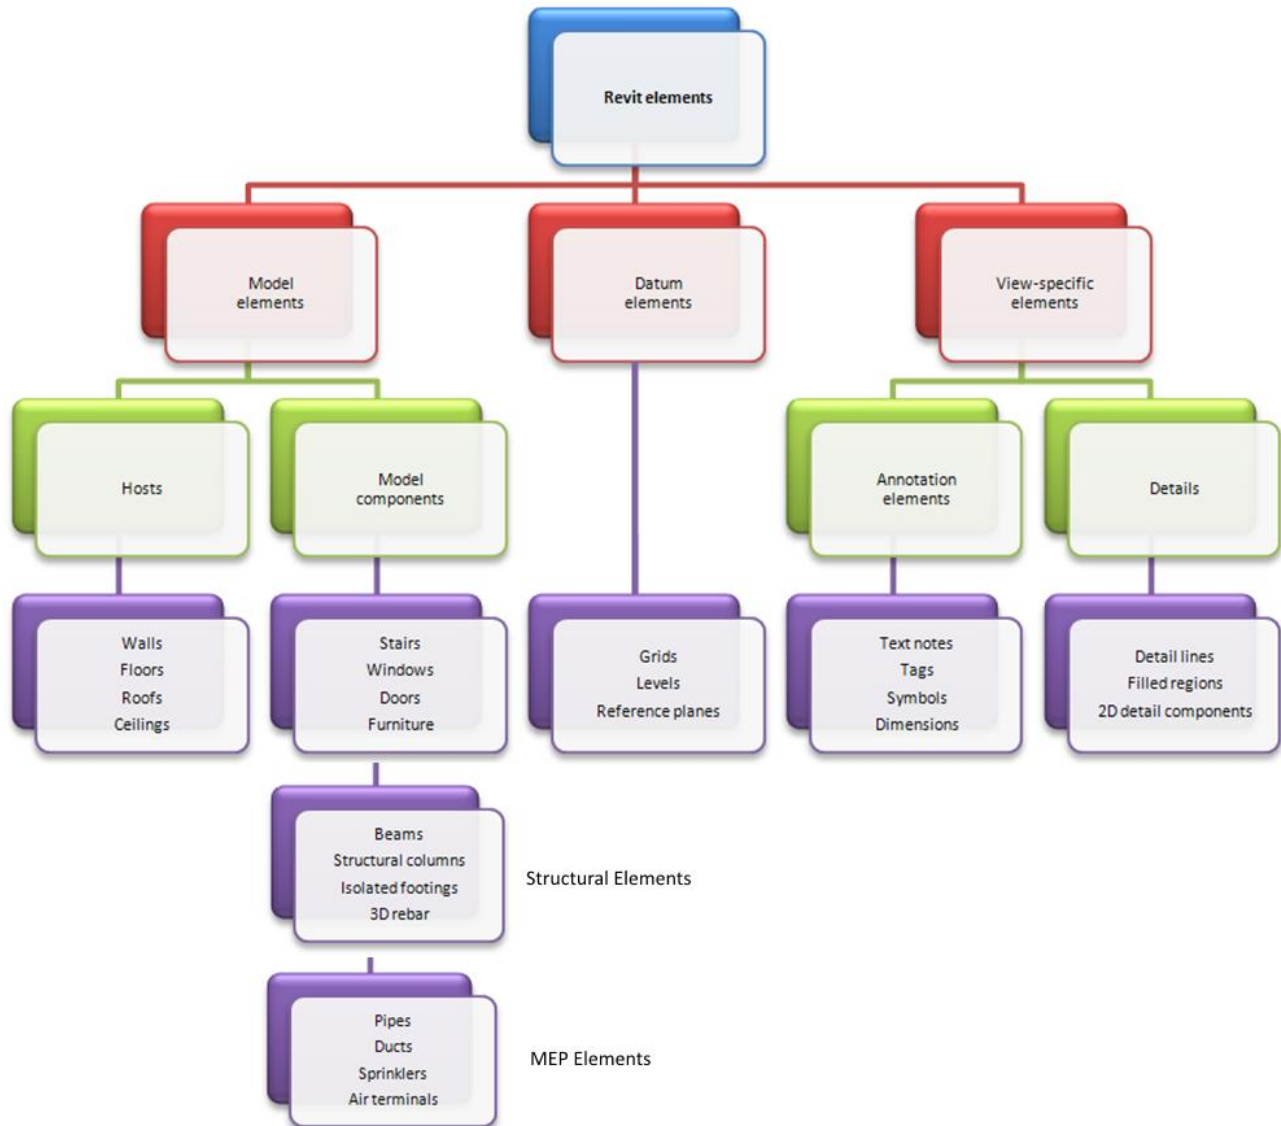 Revit elements
Model
elements
Datum
elements
View-specific
elements
Hosts
Model
components
Annotation
elements
Details
Walls
Floors
Roofs
Ceilings
Stairs
Windows
Doors
Furniture
Grids
Levels
Reference planes
Text notes
Tags
Symbols
Dimensions
Detail lines
Filled regions
2D detail components
Beams
Structural columns
Isolated footings
3D rebar
Structural Elements
Pipes
Ducts
Sprinklers
Air terminals
MEP Elements